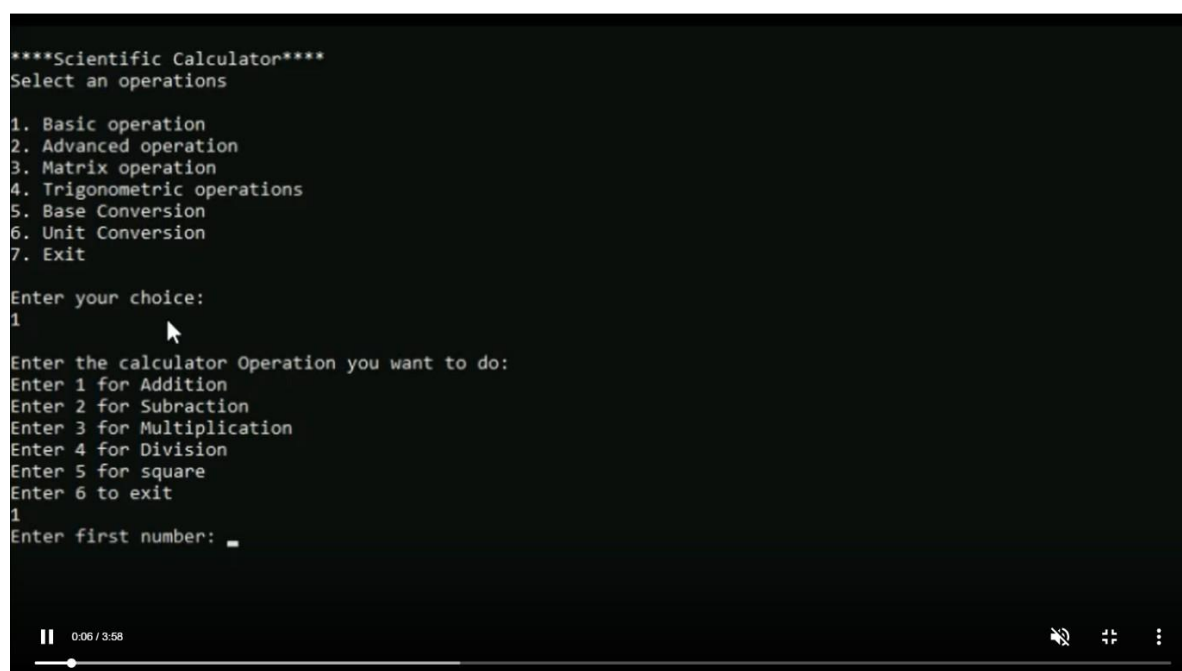 ****Scientific Calculator****
Select an operations
1. Basic operation
2. Advanced operation
3. Matrix operation
4. Trigonometric operations
5. Base Conversion
6. Unit Conversion
7. Exit
Enter your choice:
1
Enter the calculator Operation you want to do:
Enter 1 for Addition
Enter 2 for Subraction
Enter 3 for Multiplication
Enter 4 for Division
Enter 5 for square
Enter 6 to exit
1
Enter first number: _
0:06 / 3:58